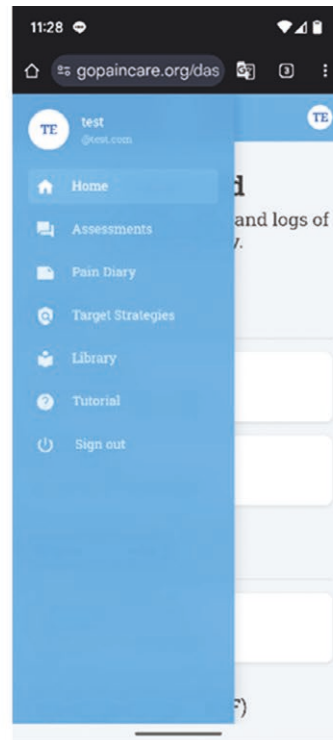 11:28
gopaincare.org/das
3
TE
test
@test.com
TE
Home
Assessments
Pain Diary
Target Strategies
Library
Tutorial
Sign out
d
and logs of
y.
F)